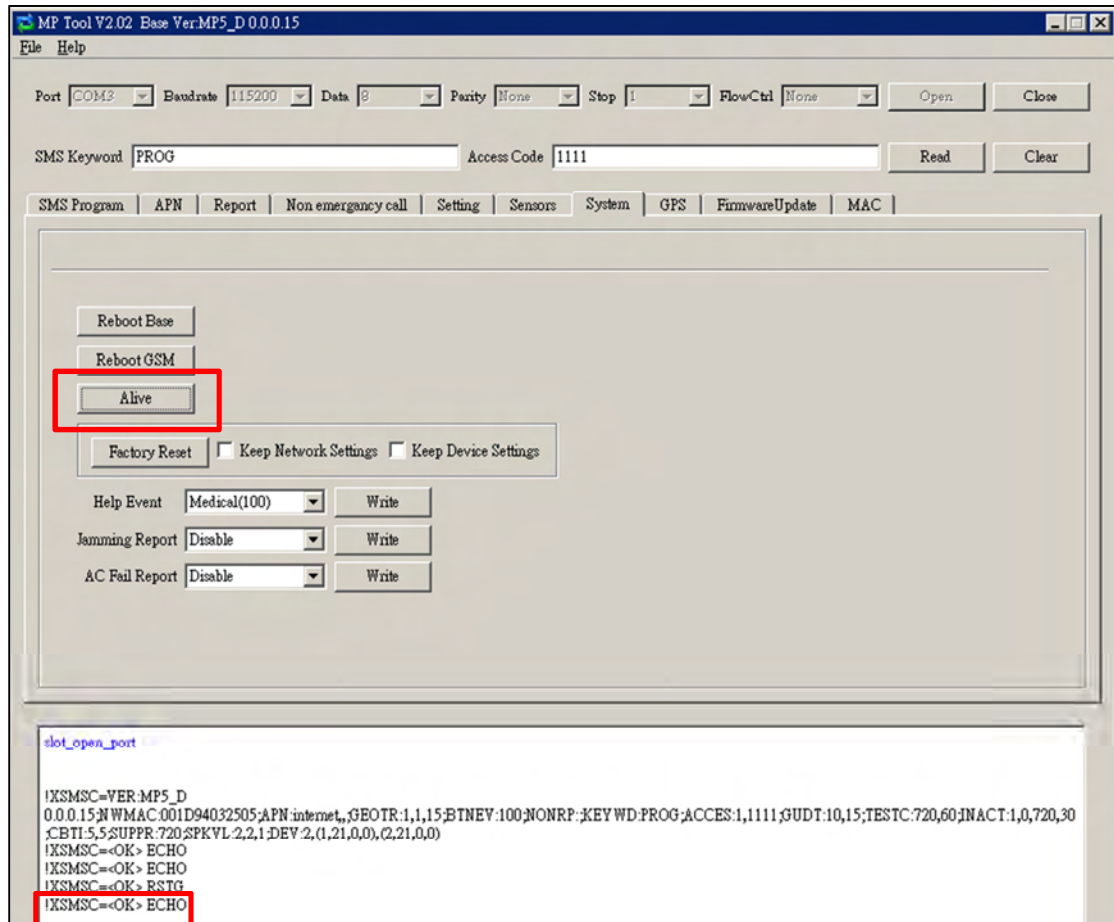 MP Tool V2.02 Base Ver:MP5_D 0.0.0.15
File Help
Port COM3 Baudrate 115200 Data 8 Parity None Stop 1 FlowCtrl None Open Close
SMS Keyword PROG Access Code 1111 Read Clear
SMS Program APN Report Non emergancy call Setting Sensors System GPS FirmwareUpdate MAC
Reboot Base
Reboot GSM
Alive
Factory Reset Keep Network Settings Keep Device Settings
Help Event Medical(100) Write
Jamming Report Disable Write
AC Fail Report Disable Write
slot_open_port
!XSMSC=VER:MP5_D
0.0.0.15;NWMAC:001D94032505;APN:internet,,;GEOTR:1,1,15;BTNEV:100;NONRP:;KEYWD:PROG;ACCES:1,1111;GUDT:10,15;TESTC:720,60;INACT:1,0,720,30
;CBTI:5,5;SUPPR:720;SPKVL:2,2,1;DEV:2,(1,21,0,0),(2,21,0,0)
!XSMSC=<OK> ECHO
!XSMSC=<OK> ECHO
!XSMSC=<OK> RSTG
!XSMSC=<OK> ECHO